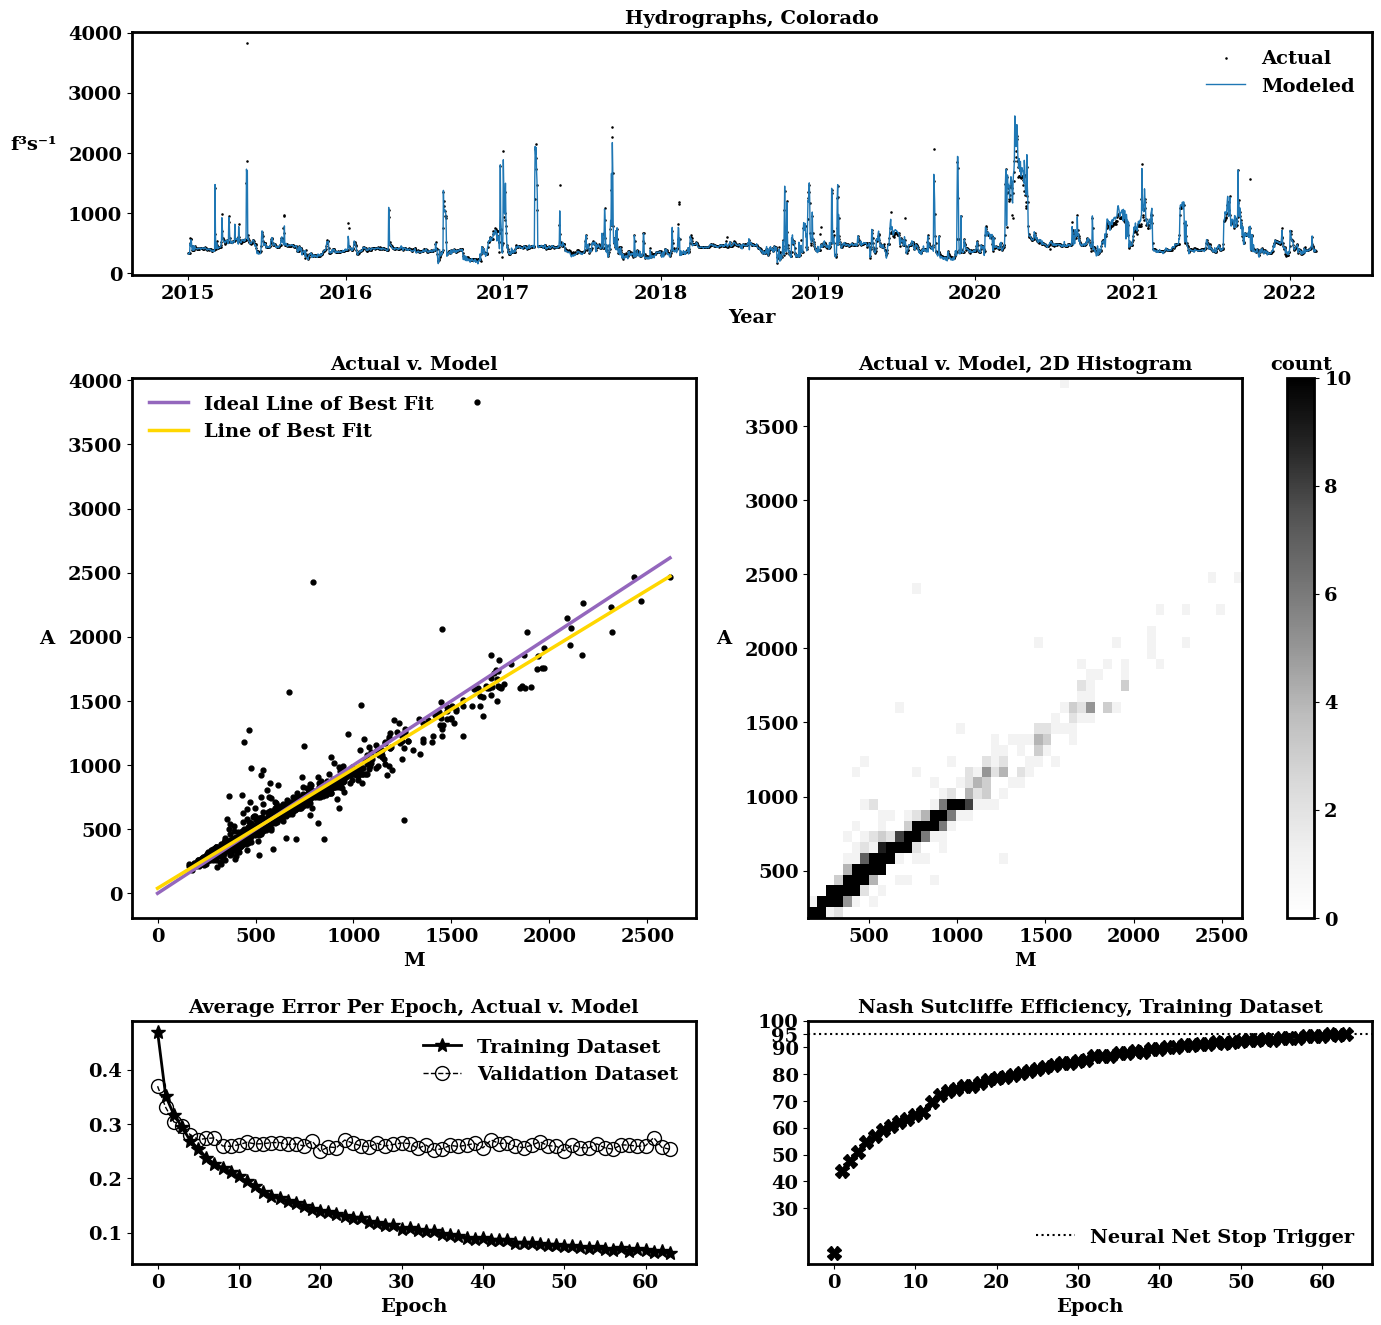 Hydrographs, Colorado
4000
3000
2000
1000
0
f³s⁻¹
Actual
Modeled
2015 2016 2017 2018 2019 2020 2021 2022
Year
Actual v. Model
4000
3500
3000
2500
2000
1500
1000
500
0
A
Ideal Line of Best Fit
Line of Best Fit
0 500 1000 1500 2000 2500
M
Actual v. Model, 2D Histogram
3500
3000
2500
2000
1500
1000
500
A
500 1000 1500 2000 2500
M
count
10
8
6
4
2
0
Average Error Per Epoch, Actual v. Model
0.4
0.3
0.2
0.1
Training Dataset
Validation Dataset
0 10 20 30 40 50 60
Epoch
Nash Sutcliffe Efficiency, Training Dataset
100
95
90
80
70
60
50
40
30
Neural Net Stop Trigger
0 10 20 30 40 50 60
Epoch